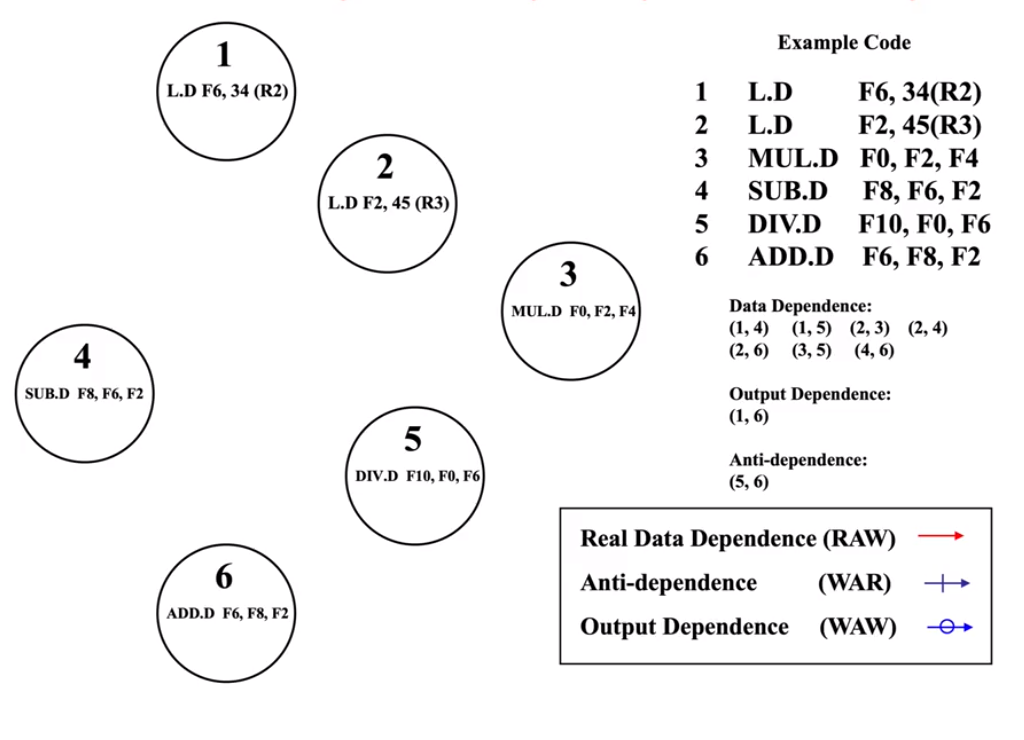 1
L.D F6, 34 (R2)
2
L.D F2, 45 (R3)
3
MUL.D F0, F2, F4
4
SUB.D F8, F6, F2
5
DIV.D F10, F0, F6
6
ADD.D F6, F8, F2
Example Code
1 L.D F6, 34(R2)
2 L.D F2, 45(R3)
3 MUL.D F0, F2, F4
4 SUB.D F8, F6, F2
5 DIV.D F10, F0, F6
6 ADD.D F6, F8, F2
Data Dependence:
(1, 4) (1, 5) (2, 3) (2, 4)
(2, 6) (3, 5) (4, 6)
Output Dependence:
(1, 6)
Anti-dependence:
(5, 6)
Real Data Dependence (RAW)
Anti-dependence (WAR)
Output Dependence (WAW)